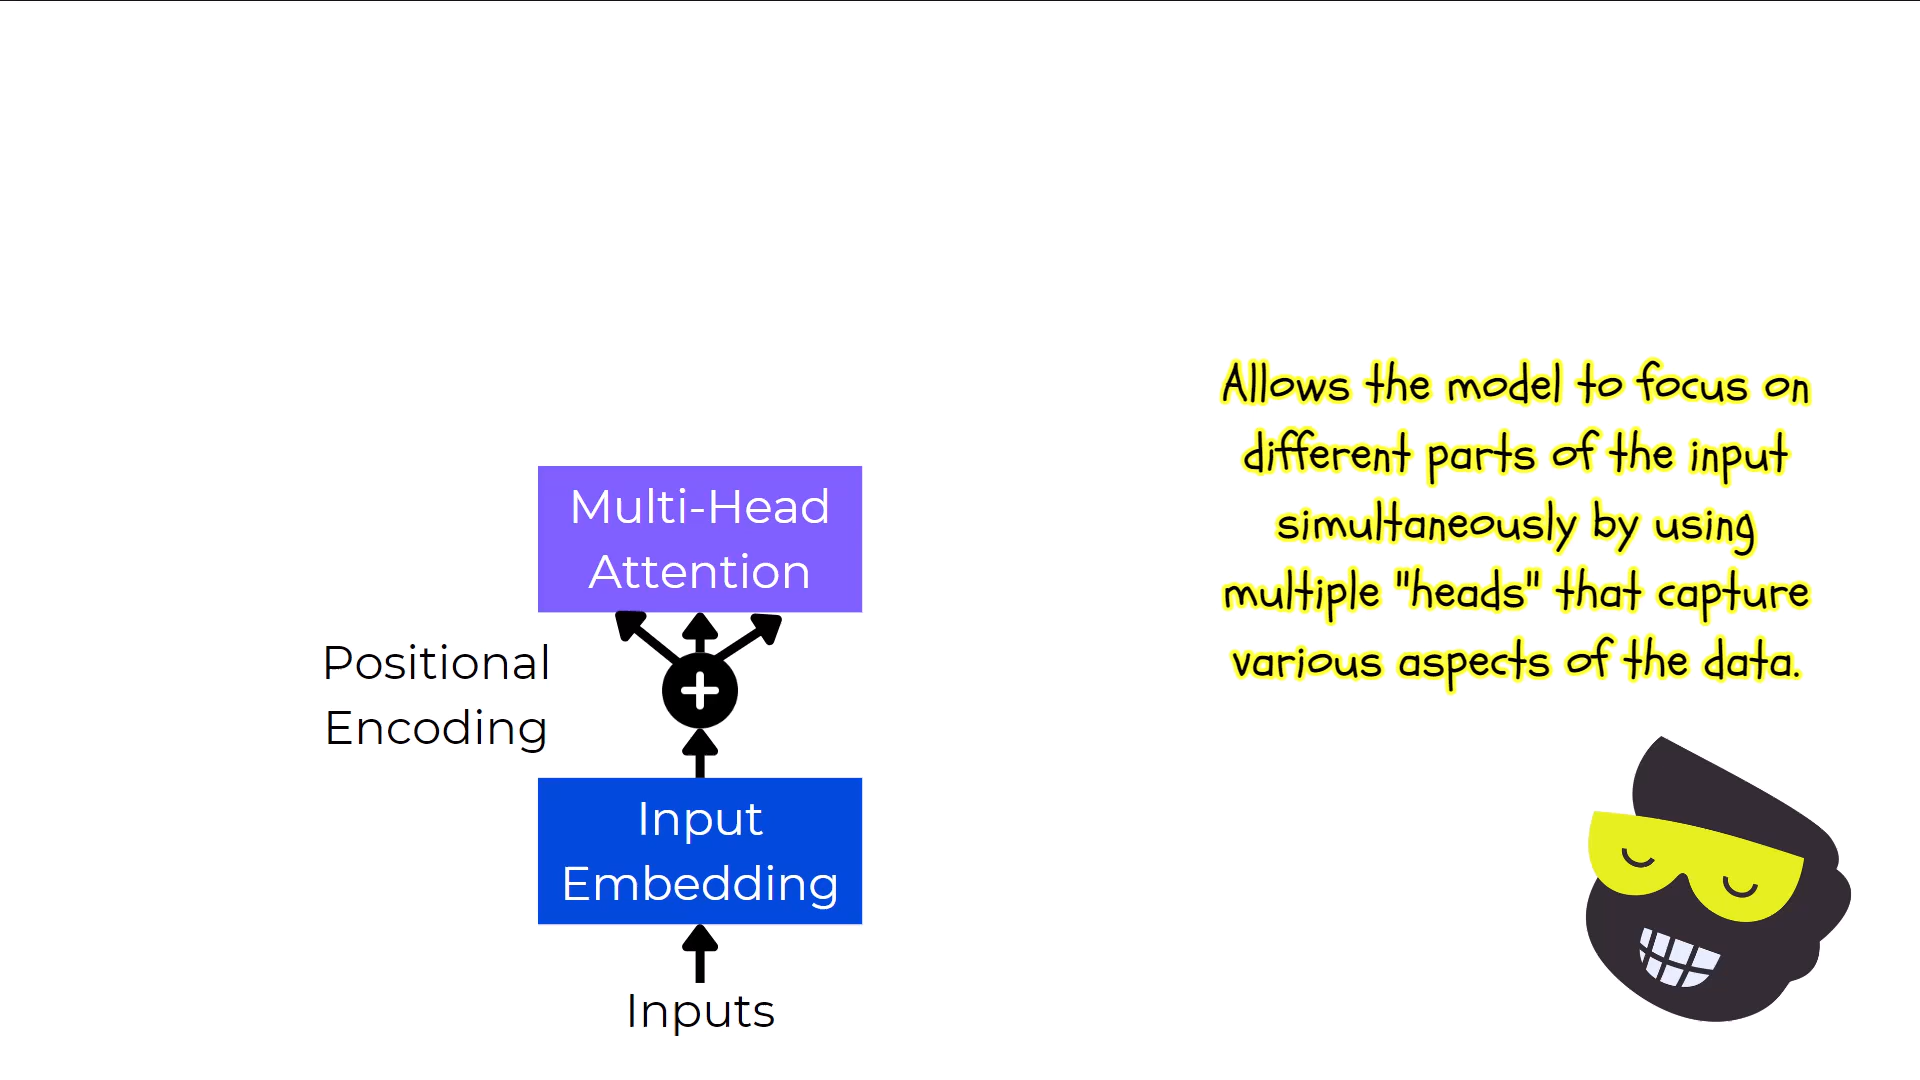 Allows the model to focus on
different parts of the input
simultaneously by using
multiple "heads" that capture
various aspects of the data.
Multi-Head
Attention
Positional
Encoding
Input
Embedding
Inputs